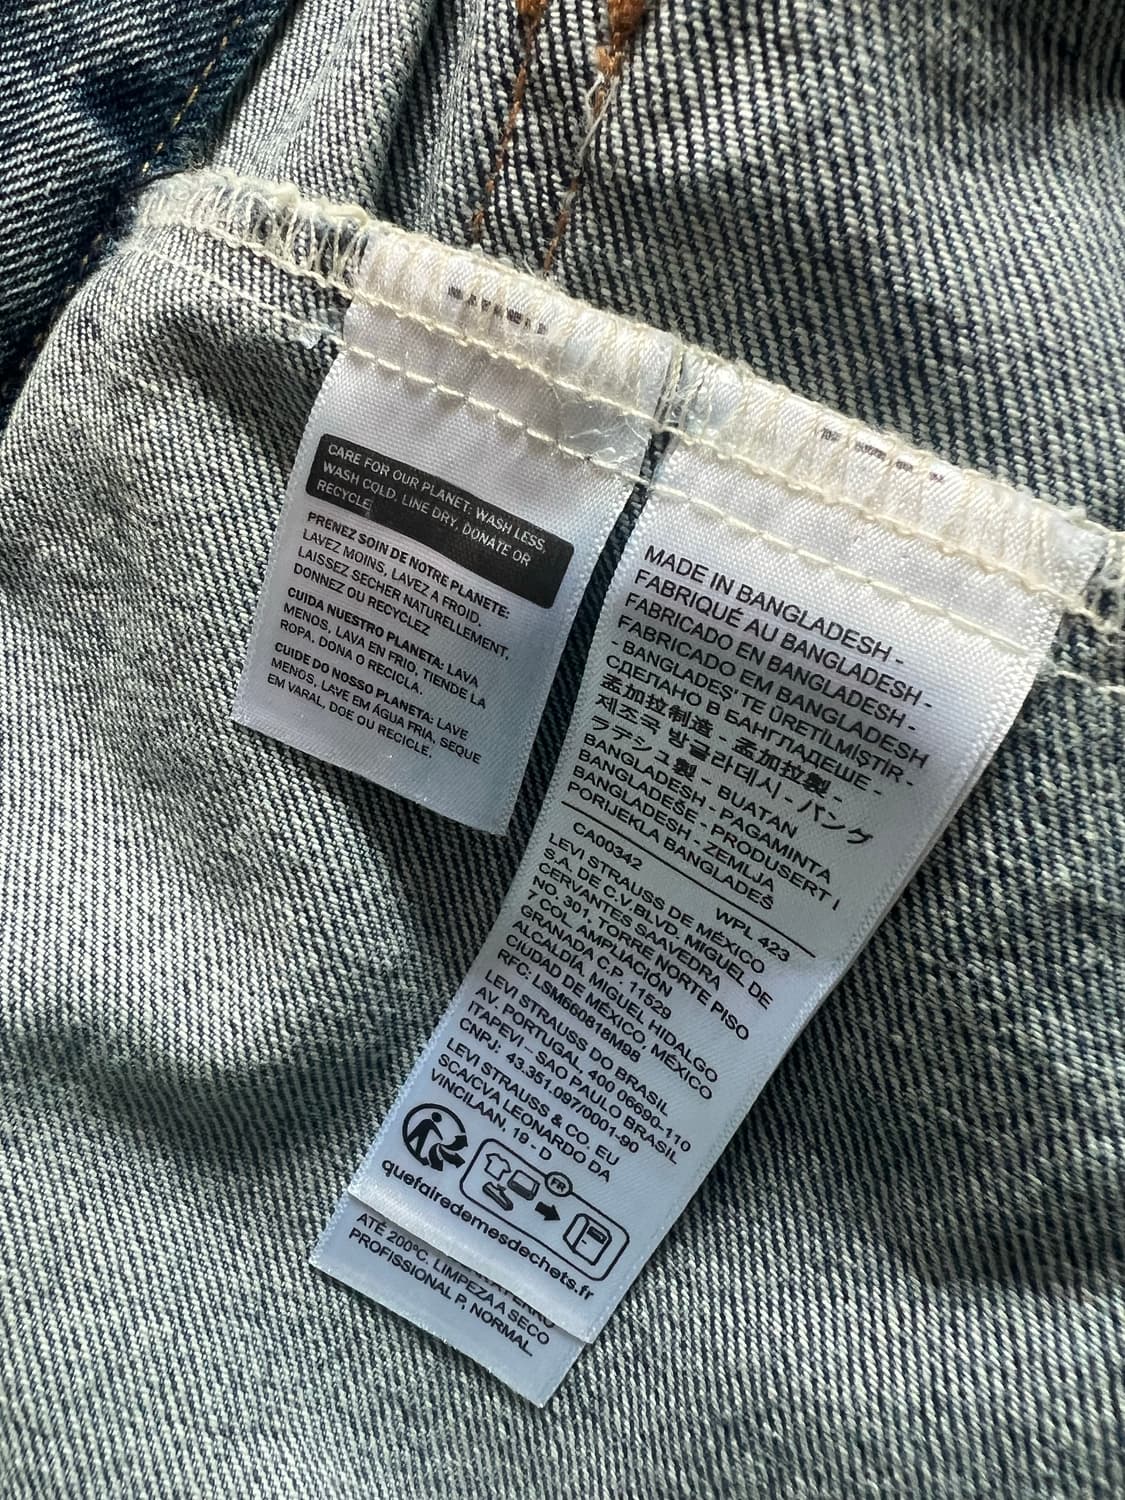 CARE FOR OUR PLANET: WASH LESS,
WASH COLD, LINE DRY, DONATE OR
RECYCLE
PRENEZ SOIN DE NOTRE PLANETE:
LAVEZ MOINS, LAVEZ A FROID,
LAISSEZ SECHER NATURELLEMENT,
DONNEZ OU RECYCLEZ
CUIDA NUESTRO PLANETA: LAVA
MENOS, LAVA EN FRIO, TIENDE LA
ROPA, DONA O RECICLA.
CUIDE DO NOSSO PLANETA: LAVE
MENOS, LAVE EM ÁGUA FRIA, SEQUE
EM VARAL, DOE OU RECICLE.
MADE IN BANGLADESH -
FABRIQUÉ AU BANGLADESH -
FABRICADO EN BANGLADESH -
FABRICADO EM BANGLADESH
- BANGLADEŞ'TE ÜRETİLMİŞTİR -
СДЕЛАНО В БАНГЛАДЕШЕ -
孟加拉制造 - 孟加拉製 -
제조국 방글라데시 - バング
ラデシュ製 - BUATAN
BANGLADESH - PAGAMINTA
BANGLADEŠE - PRODUSERT I
BANGLADESH - ZEMLJA
PORIJEKLA BANGLADEŠ
CA00342 WPL 423
LEVI STRAUSS DE MÉXICO
S.A. DE C.V BLVD. MIGUEL DE
CERVANTES SAAVEDRA
NO. 301, TORRE NORTE PISO
7 COL. AMPLIACIÓN
GRANADA C.P. 11529
ALCALDÍA, MIGUEL HIDALGO
CIUDAD DE MÉXICO, MÉXICO
RFC: LSM660818M98
LEVI STRAUSS DO BRASIL
AV. PORTUGAL, 400 06690-110
ITAPEVI - SAO PAULO BRASIL
CNPJ: 43.351.097/0001-90
LEVI STRAUSS & CO. EU
SCA/CVA LEONARDO DA
VINCILAAN, 19 - D
FR
quefairedemesdechets.fr
ATÉ 200ºC. LIMPEZA A SECO
PROFISSIONAL P, NORMAL.